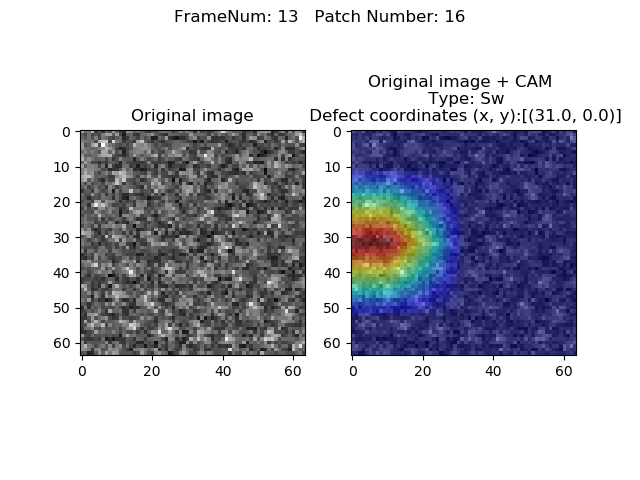 FrameNum: 13   Patch Number: 16
Original image
Original image + CAM
Type: Sw
Defect coordinates (x, y):[(31.0, 0.0)]
0
10
20
30
40
50
60
0 20 40 60
0
10
20
30
40
50
60
0 20 40 60